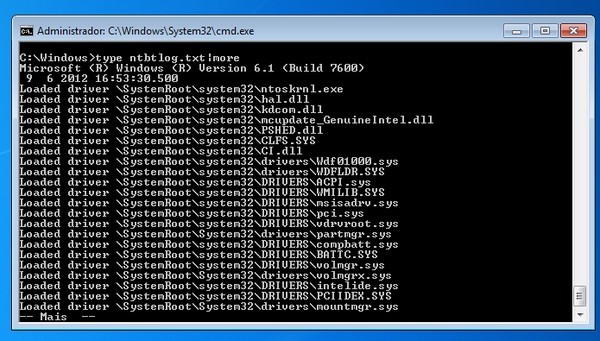 Administrador: C:\Windows\System32\cmd.exe
C:\Windows>type ntbtlog.txt|more
Microsoft (R) Windows (R) Version 6.1 (Build 7600)
9 6 2012 16:53:30.500
Loaded driver \SystemRoot\system32\ntoskrnl.exe
Loaded driver \SystemRoot\system32\hal.dll
Loaded driver \SystemRoot\system32\kdcom.dll
Loaded driver \SystemRoot\system32\mcupdate_GenuineIntel.dll
Loaded driver \SystemRoot\system32\PSHED.dll
Loaded driver \SystemRoot\system32\CLFS.SYS
Loaded driver \SystemRoot\system32\CI.dll
Loaded driver \SystemRoot\system32\drivers\Wdf01000.sys
Loaded driver \SystemRoot\system32\drivers\WDFLDR.SYS
Loaded driver \SystemRoot\system32\DRIVERS\ACPI.sys
Loaded driver \SystemRoot\system32\DRIVERS\WMILIB.SYS
Loaded driver \SystemRoot\system32\DRIVERS\msisadrv.sys
Loaded driver \SystemRoot\system32\DRIVERS\pci.sys
Loaded driver \SystemRoot\system32\DRIVERS\vdrvroot.sys
Loaded driver \SystemRoot\System32\drivers\partmgr.sys
Loaded driver \SystemRoot\system32\DRIVERS\compbatt.sys
Loaded driver \SystemRoot\system32\DRIVERS\BATTC.SYS
Loaded driver \SystemRoot\system32\DRIVERS\volmgr.sys
Loaded driver \SystemRoot\System32\drivers\volmgrx.sys
Loaded driver \SystemRoot\system32\DRIVERS\intelide.sys
Loaded driver \SystemRoot\system32\DRIVERS\PCIIDEX.SYS
Loaded driver \SystemRoot\System32\drivers\mountmgr.sys
-- Mais --